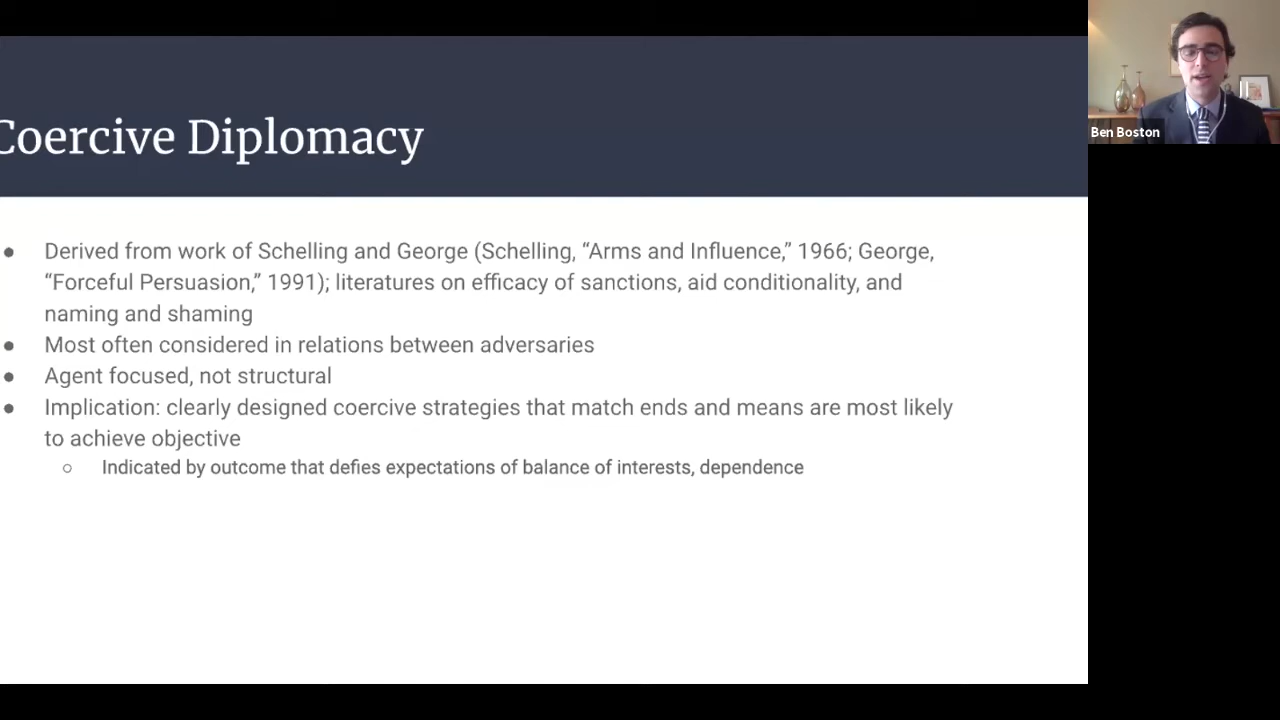 Coercive Diplomacy
● Derived from work of Schelling and George (Schelling, “Arms and Influence,” 1966; George,
“Forceful Persuasion,” 1991); literatures on efficacy of sanctions, aid conditionality, and
naming and shaming
● Most often considered in relations between adversaries
● Agent focused, not structural
● Implication: clearly designed coercive strategies that match ends and means are most likely
to achieve objective
○ Indicated by outcome that defies expectations of balance of interests, dependence
Ben Boston